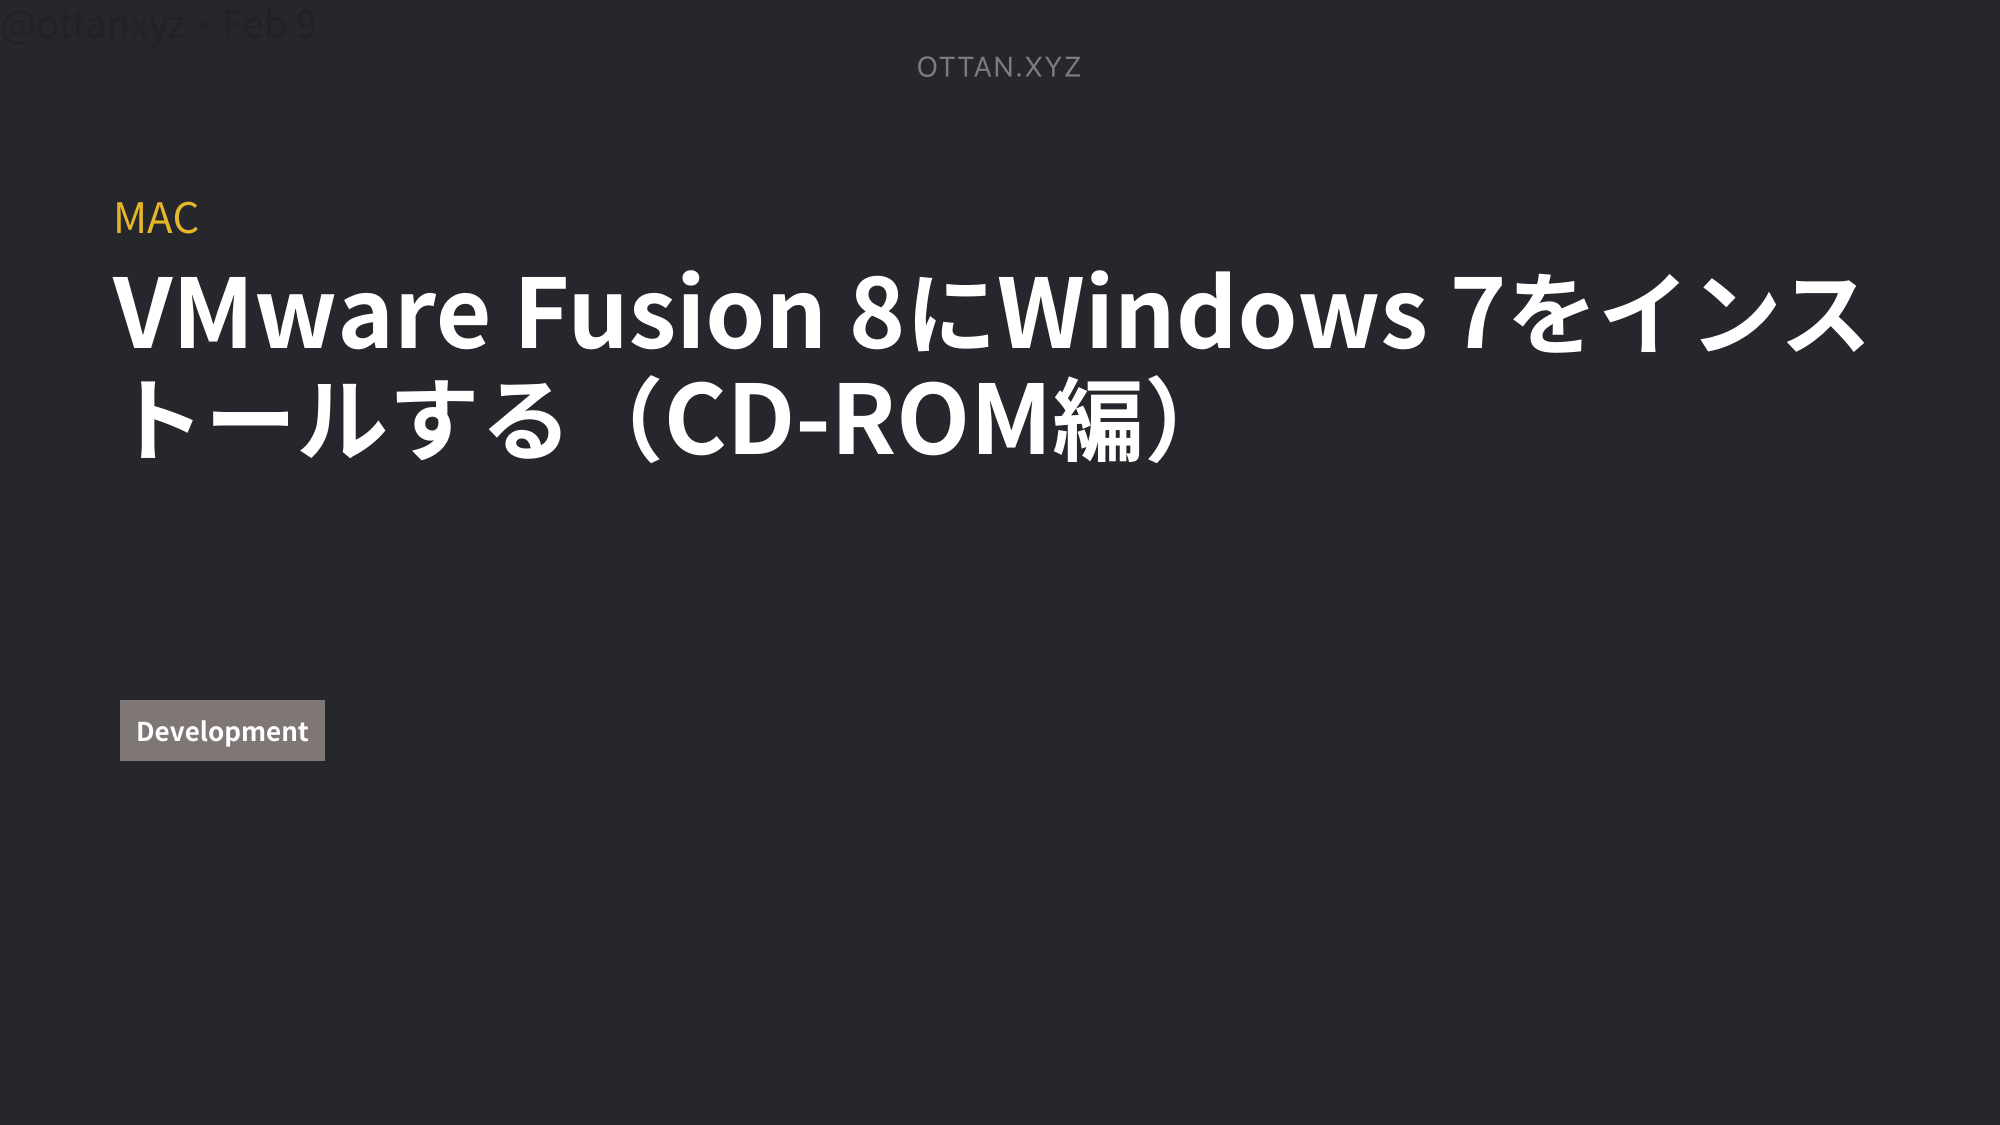 @ottanxyz・Feb 9
OTTAN.XYZ
MAC
VMware Fusion 8にWindows 7をインス
トールする（CD-ROM編）
Development